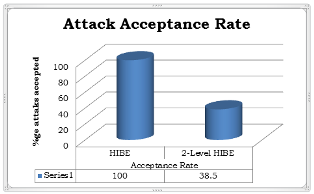 Attack Acceptance Rate
%ge attaks accepted
100
80
60
40
20
0
HIBE 2-Level HIBE
Acceptance Rate
Series1 100 38.5